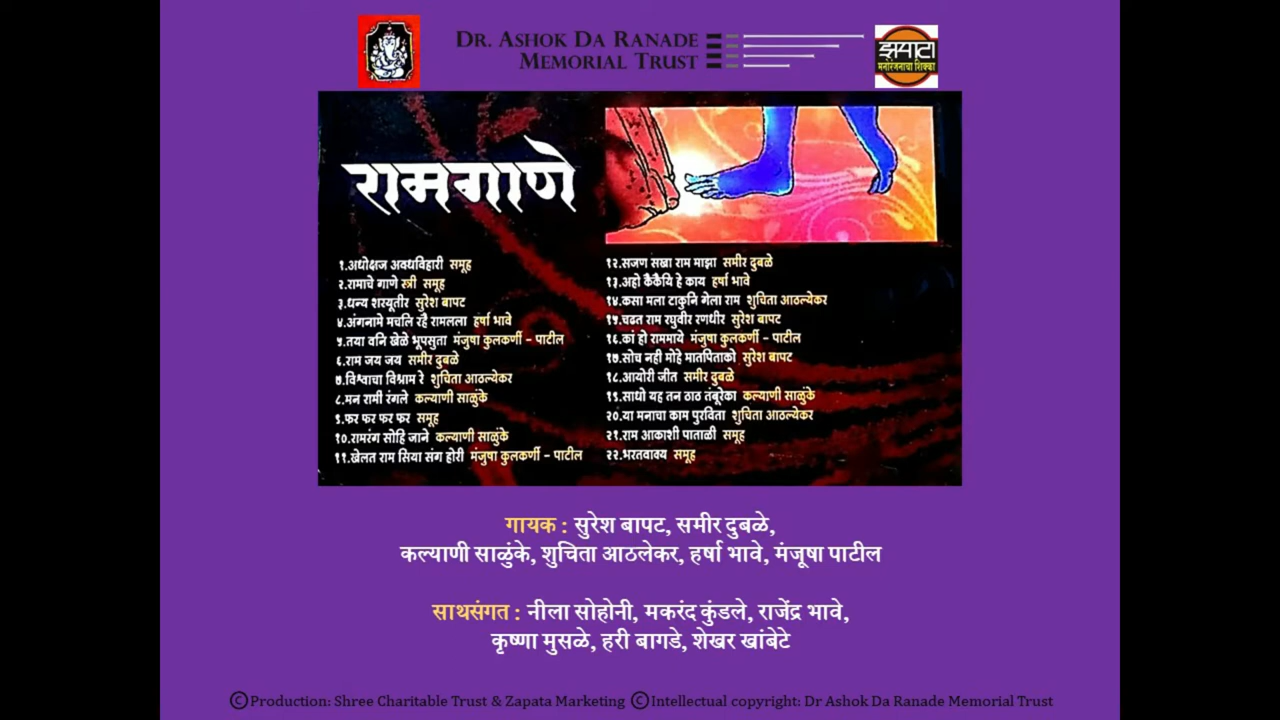 DR. ASHOK DA RANADE
MEMORIAL TRUST
झपाटा
मनोरंजनाचा शिक्का
रामगाणे
१.अधोक्षज अवधविहारी समूह
२.रामाचे गाणे स्त्री समूह
३.धन्य शरयूतीर सुरेश बापट
४.अंगनामे मचलि रहै रामलला हर्षा भावे
५.तया वनि खेळे भूपसुता मंजुषा कुलकर्णी – पाटील
६.राम जय जय समीर दुबळे
७.विश्वाचा विश्राम रे शुचिता आठल्येकर
८.मन रामी रंगले कल्याणी साळुंके
९.फर फर फर फर समूह
१०.रामरंग सोहि जाने कल्याणी साळुंके
११.खेलत राम सिया संग होरी मंजुषा कुलकर्णी – पाटील
१२.सजण सखा राम माझा समीर दुबळे
१३.अहो कैकैयि हे काय हर्षा भावे
१४.कसा मला टाकुनि गेला राम शुचिता आठल्येकर
१५.चढत राम रघुवीर रणधीर सुरेश बापट
१६.कां हो राममाये मंजुषा कुलकर्णी – पाटील
१७.सोच नही मोहे मातपिताको सुरेश बापट
१८.आयोरी जीत समीर दुबळे
१९.साधो यह तन ठाठ तंबूरेका कल्याणी साळुंके
२०.या मनाचा काम पुरविता शुचिता आठल्येकर
२१.राम आकाशी पाताळी समूह
२२.भरतवाक्य समूह
गायक : सुरेश बापट, समीर दुबळे,
कल्याणी साळुंके, शुचिता आठलेकर, हर्षा भावे, मंजूषा पाटील
साथसंगत : नीला सोहोनी, मकरंद कुंडले, राजेंद्र भावे,
कृष्णा मुसळे, हरी बागडे, शेखर खांबेटे
©Production: Shree Charitable Trust & Zapata Marketing ©Intellectual copyright: Dr Ashok Da Ranade Memorial Trust